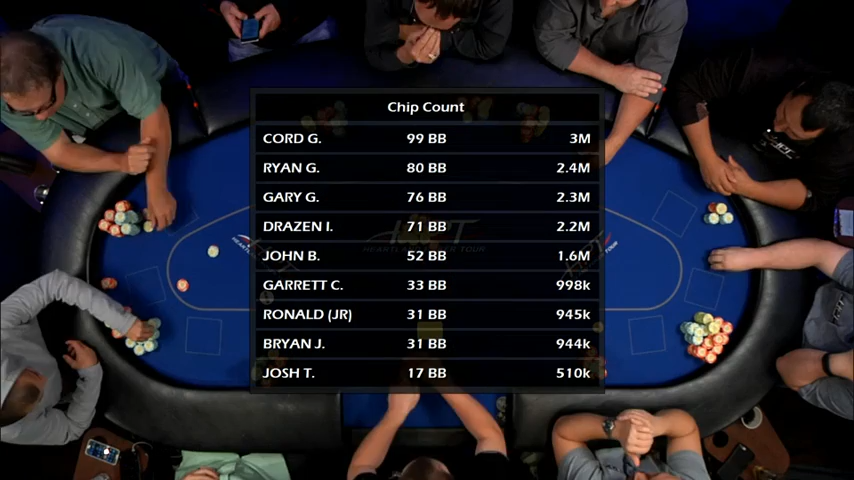 Chip Count
CORD G. 99 BB 3M
RYAN G. 80 BB 2.4M
GARY G. 76 BB 2.3M
DRAZEN I. 71 BB 2.2M
JOHN B. 52 BB 1.6M
GARRETT C. 33 BB 998k
RONALD (JR) 31 BB 945k
BRYAN J. 31 BB 944k
JOSH T. 17 BB 510k